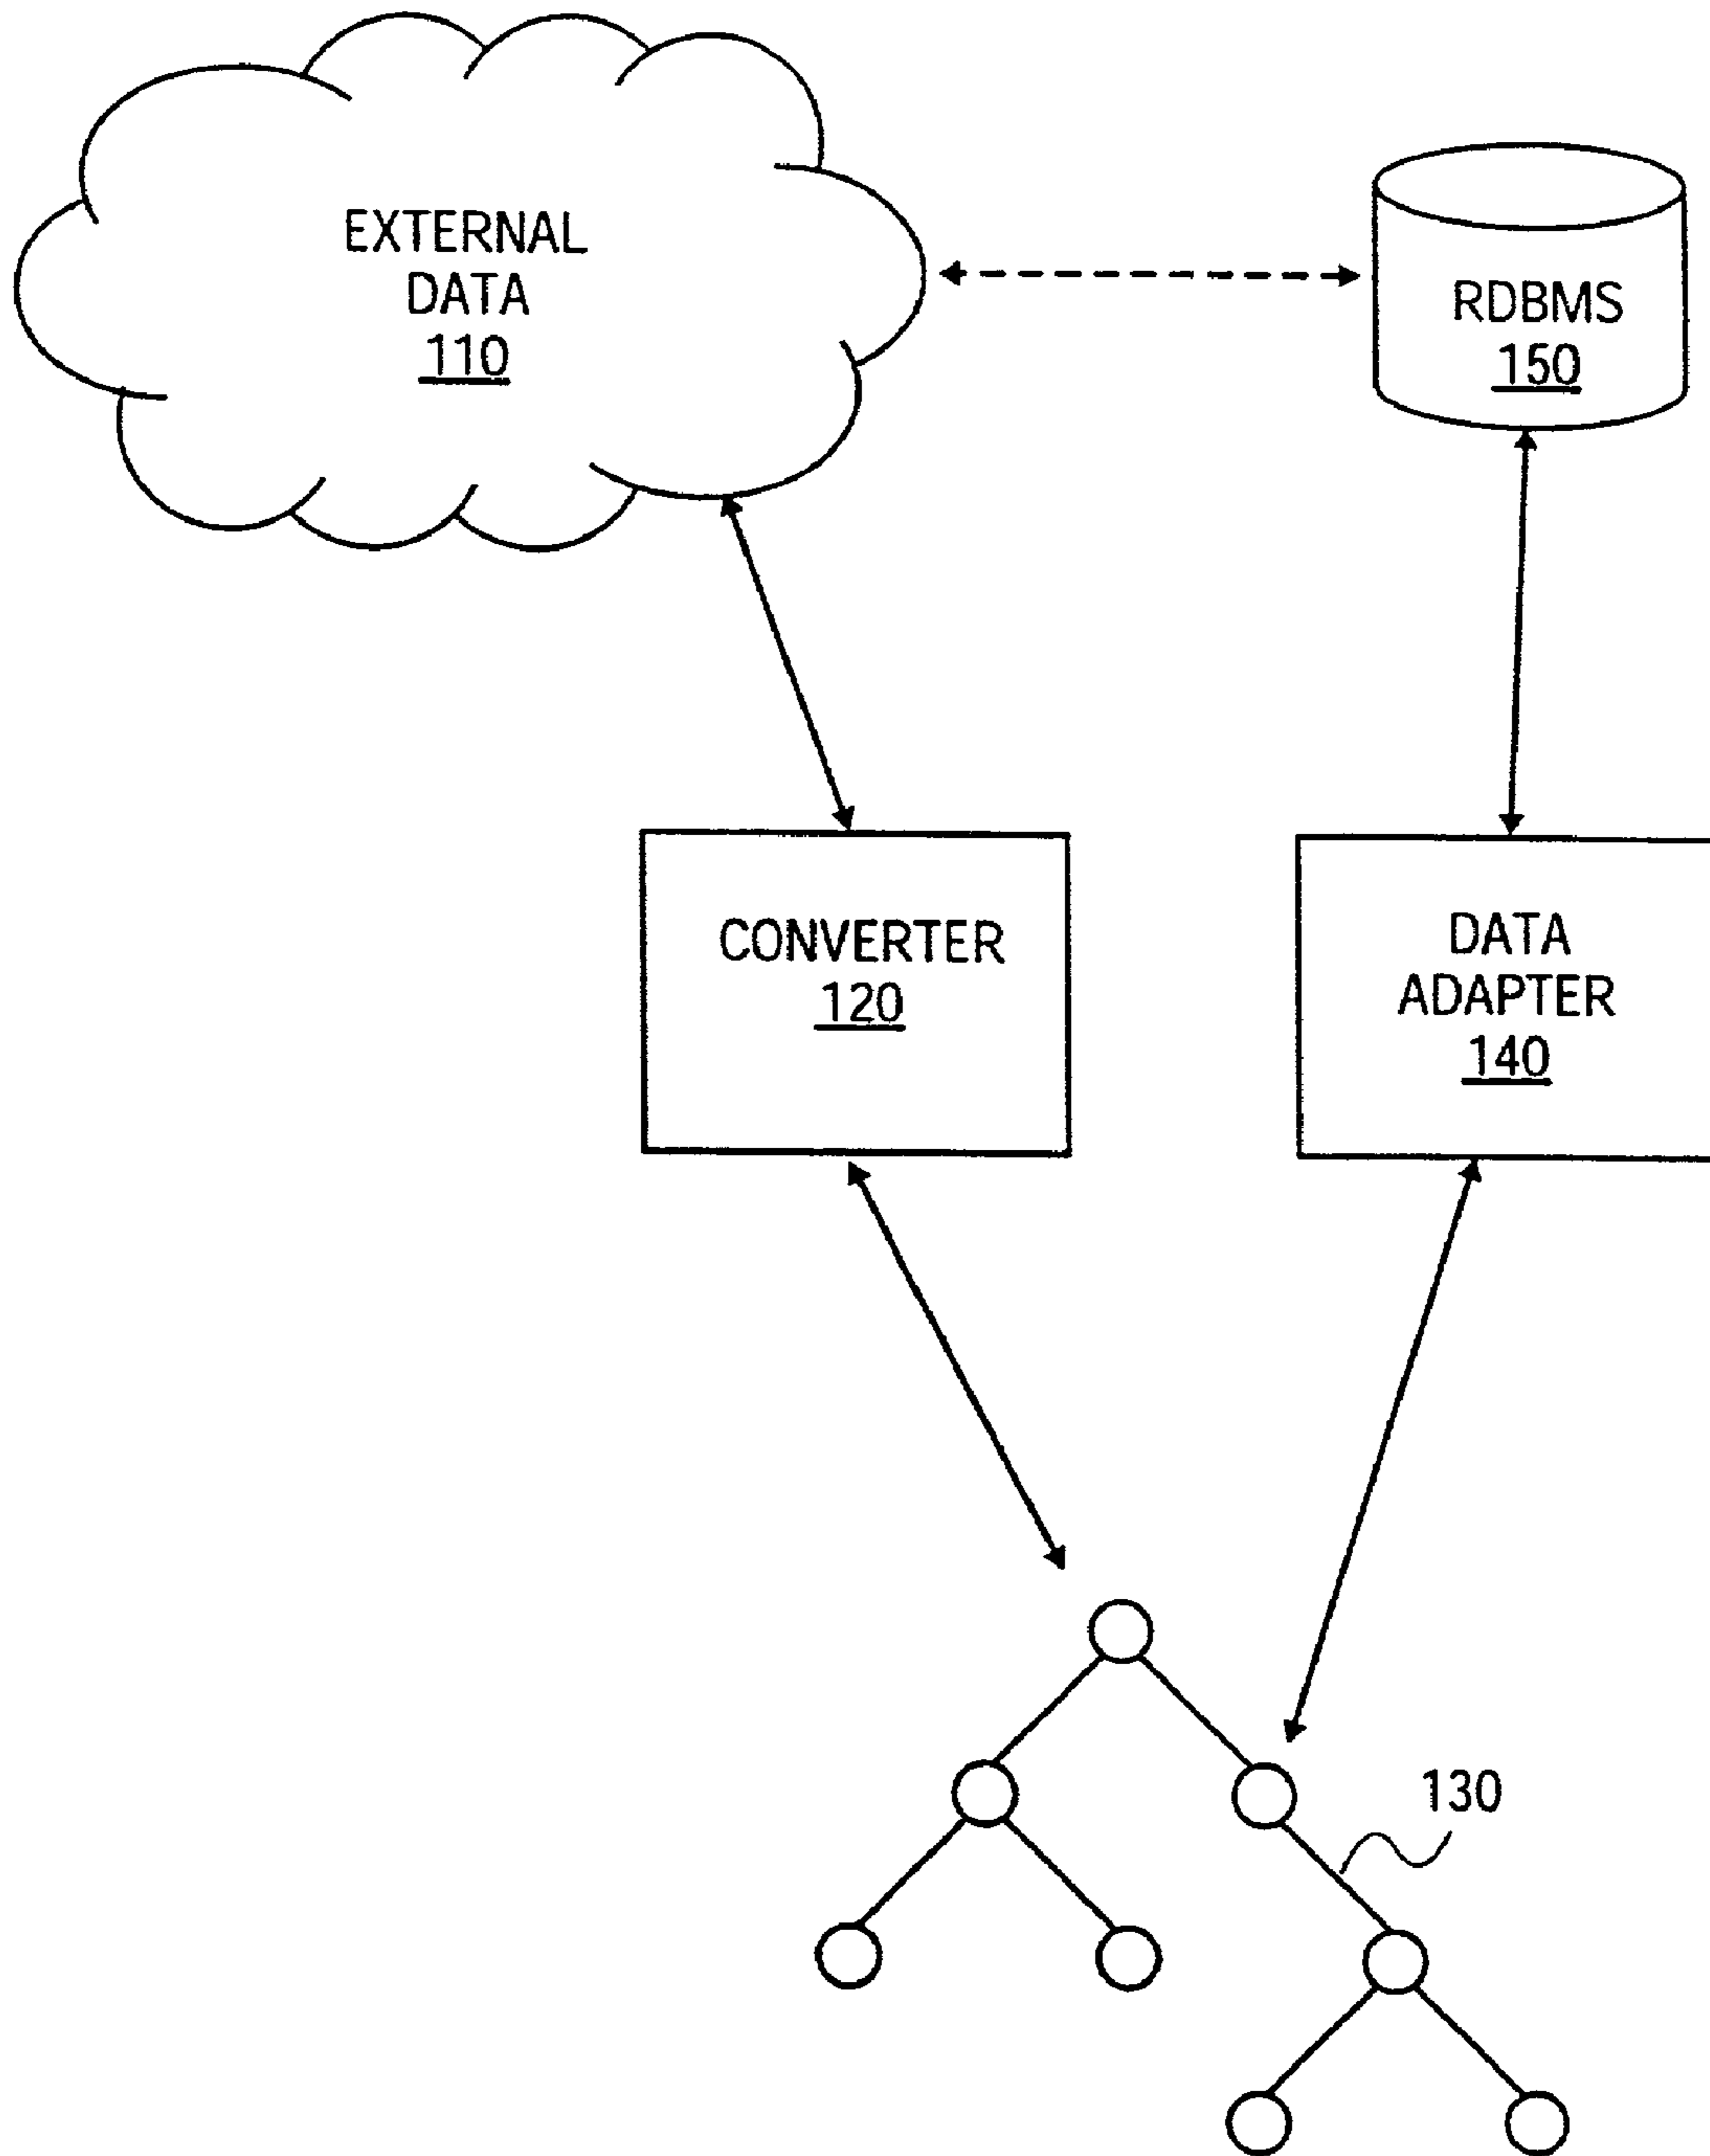 EXTERNAL
DATA
110
RDBMS
150
CONVERTER
120
DATA
ADAPTER
140
130